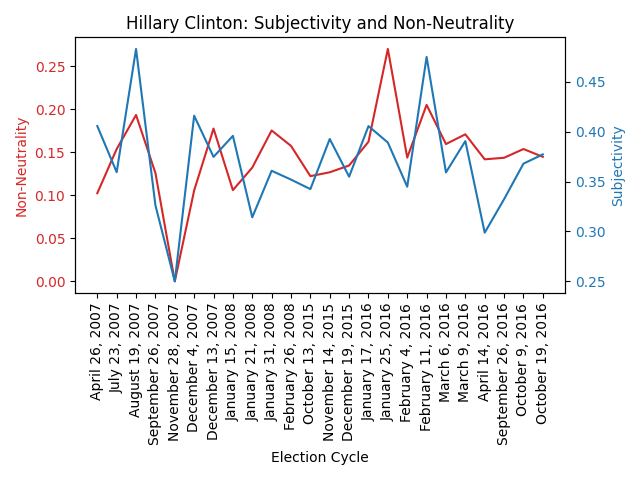 Hillary Clinton: Subjectivity and Non-Neutrality
Non-Neutrality
0.25
0.20
0.15
0.10
0.05
0.00
0.45
0.40
0.35
0.30
0.25
Subjectivity
April 26, 2007
July 23, 2007
August 19, 2007
September 26, 2007
November 28, 2007
December 4, 2007
December 13, 2007
January 15, 2008
January 21, 2008
January 31, 2008
February 26, 2008
October 13, 2015
November 14, 2015
December 19, 2015
January 17, 2016
January 25, 2016
February 4, 2016
February 11, 2016
March 6, 2016
March 9, 2016
April 14, 2016
September 26, 2016
October 9, 2016
October 19, 2016
Election Cycle